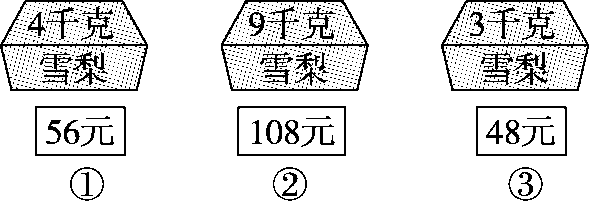 4千克 9千克 3千克
雪梨 雪梨 雪梨
56元 108元 48元
① ② ③